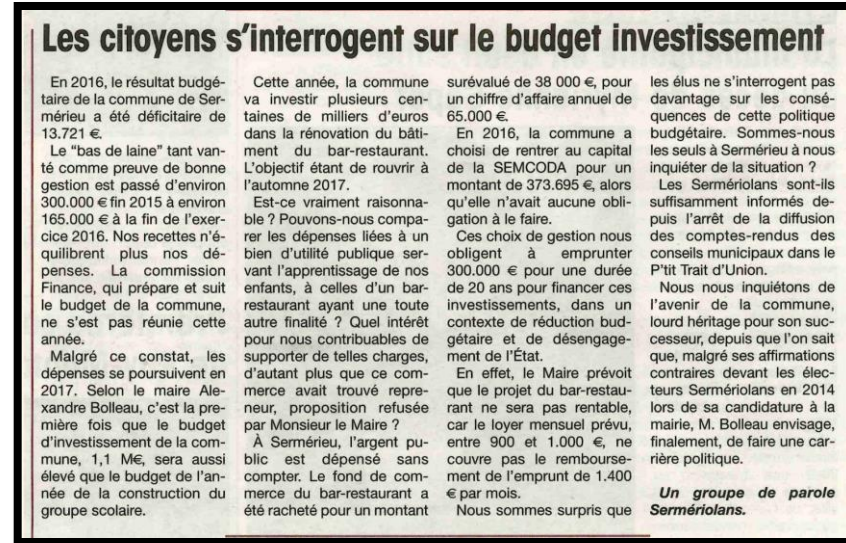 Les citoyens s'interrogent sur le budget investissement
En 2016, le résultat budgé-
taire de la commune de Ser-
mérieu a été déficitaire de
13.721 €.
Le "bas de laine" tant van-
té comme preuve de bonne
gestion est passé d'environ
300.000 € fin 2015 à environ
165.000 € à la fin de l'exer-
cice 2016. Nos recettes n'é-
quilibrent plus nos dé-
penses. La commission
Finance, qui prépare et suit
le budget de la commune,
ne s'est pas réunie cette
année.
Malgré ce constat, les
dépenses se poursuivent en
2017. Selon le maire Ale-
xandre Bolleau, c'est la pre-
mière fois que le budget
d'investissement de la com-
mune, 1,1 M€, sera aussi
élevé que le budget de l'an-
née de la construction du
groupe scolaire.
Cette année, la commune
va investir plusieurs cen-
taines de milliers d'euros
dans la rénovation du bâti-
ment du bar-restaurant.
L'objectif étant de rouvrir à
l'automne 2017.
Est-ce vraiment raisonna-
ble ? Pouvons-nous compa-
rer les dépenses liées à un
bien d'utilité publique ser-
vant l'apprentissage de nos
enfants, à celles d'un bar-
restaurant ayant une toute
autre finalité ? Quel intérêt
pour nous contribuables de
supporter de telles charges,
d'autant plus que ce com-
merce avait trouvé repre-
neur, proposition refusée
par Monsieur le Maire ?
À Sermérieu, l'argent pu-
blic est dépensé sans
compter. Le fond de com-
merce du bar-restaurant a
été racheté pour un montant
surévalué de 38 000 €, pour
un chiffre d'affaire annuel de
65.000 €.
En 2016, la commune a
choisi de rentrer au capital
de la SEMCODA pour un
montant de 373.695 €, alors
qu'elle n'avait aucune obli-
gation à le faire.
Ces choix de gestion nous
obligent à emprunter
300.000 € pour une durée
de 20 ans pour financer ces
investissements, dans un
contexte de réduction bud-
gétaire et de désengage-
ment de l'État.
En effet, le Maire prévoit
que le projet du bar-restau-
rant ne sera pas rentable,
car le loyer mensuel prévu,
entre 900 et 1.000 €, ne
couvre pas le rembourse-
ment de l'emprunt de 1.400
€ par mois.
Nous sommes surpris que
les élus ne s'interrogent pas
davantage sur les consé-
quences de cette politique
budgétaire. Sommes-nous
les seuls à Sermérieu à nous
inquiéter de la situation ?
Les Sermériolans sont-ils
suffisamment informés de-
puis l'arrêt de la diffusion
des comptes-rendus des
conseils municipaux dans le
P'tit Trait d'Union.
Nous nous inquiétons de
l'avenir de la commune,
lourd héritage pour son suc-
cesseur, depuis que l'on sait
que, malgré ses affirmations
contraires devant les élec-
teurs Sermériolans en 2014
lors de sa candidature à la
mairie, M. Bolleau envisage,
finalement, de faire une car-
rière politique.
Un groupe de parole
Sermériolans.